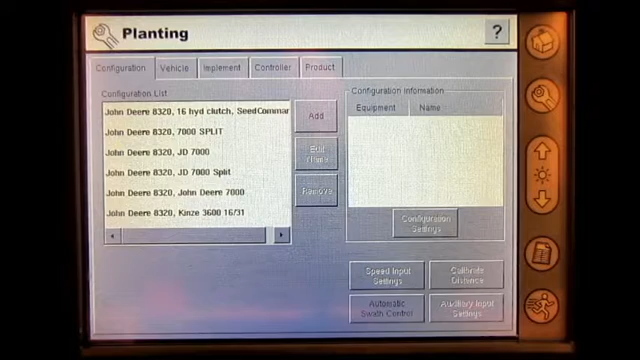 Planting
?
Configuration
Vehicle
Implement
Controller
Product
Configuration List
John Deere 8320, 16 hyd clutch, SeedCommar
John Deere 8320, 7000 SPLIT
John Deere 8320, JD 7000
John Deere 8320, JD 7000 Split
John Deere 8320, John Deere 7000
John Deere 8320, Kinze 3600 16/31
Add
Edit
Name
Remove
Configuration Information
Equipment
Name
Configuration
Settings
Speed Input
Settings
Calibrate
Distance
Automatic
Swath Control
Auxiliary Input
Settings